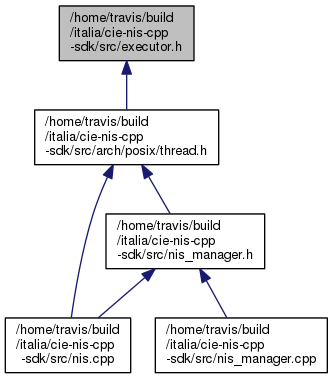 /home/travis/build
/italia/cie-nis-cpp
-sdk/src/executor.h
/home/travis/build
/italia/cie-nis-cpp
-sdk/src/arch/posix/thread.h
/home/travis/build
/italia/cie-nis-cpp
-sdk/src/nis_manager.h
/home/travis/build
/italia/cie-nis-cpp
-sdk/src/nis.cpp
/home/travis/build
/italia/cie-nis-cpp
-sdk/src/nis_manager.cpp